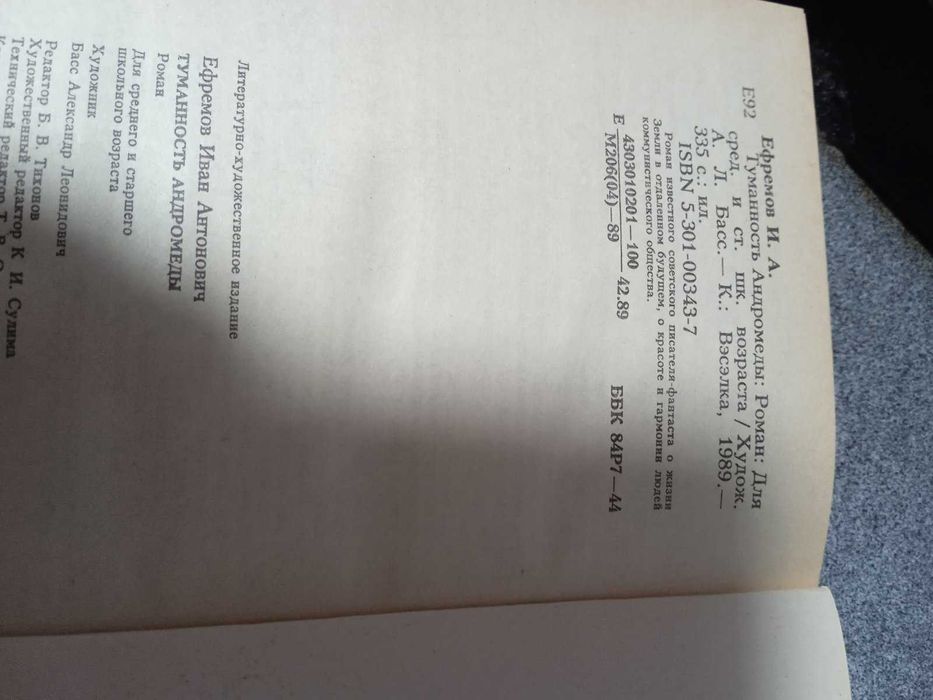 Ефремов И. А.
Е92 Туманность Андромеды: Роман: Для
сред. и ст. шк. возраста / Худож.
А. Л. Басс.— К.: Вэсэлка, 1989.—
335 с.: ил.
ISBN 5-301-00343-7
Роман известного советского писателя-фантаста о жизни
Земли в отдаленном будущем, о красоте и гармонии людей
коммунистического общества.
Е 4303010201—100 42.89 ББК 84Р7—44
М206(04)—89
Литературно-художественное издание
Ефремов Иван Антонович
ТУМАННОСТЬ АНДРОМЕДЫ
Роман
Для среднего и старшего
школьного возраста
Художник
Басс Александр Леонидович
Редактор Б. В. Тихонов
Художественный редактор К. И. Сулима
Технический редактор Т. В.